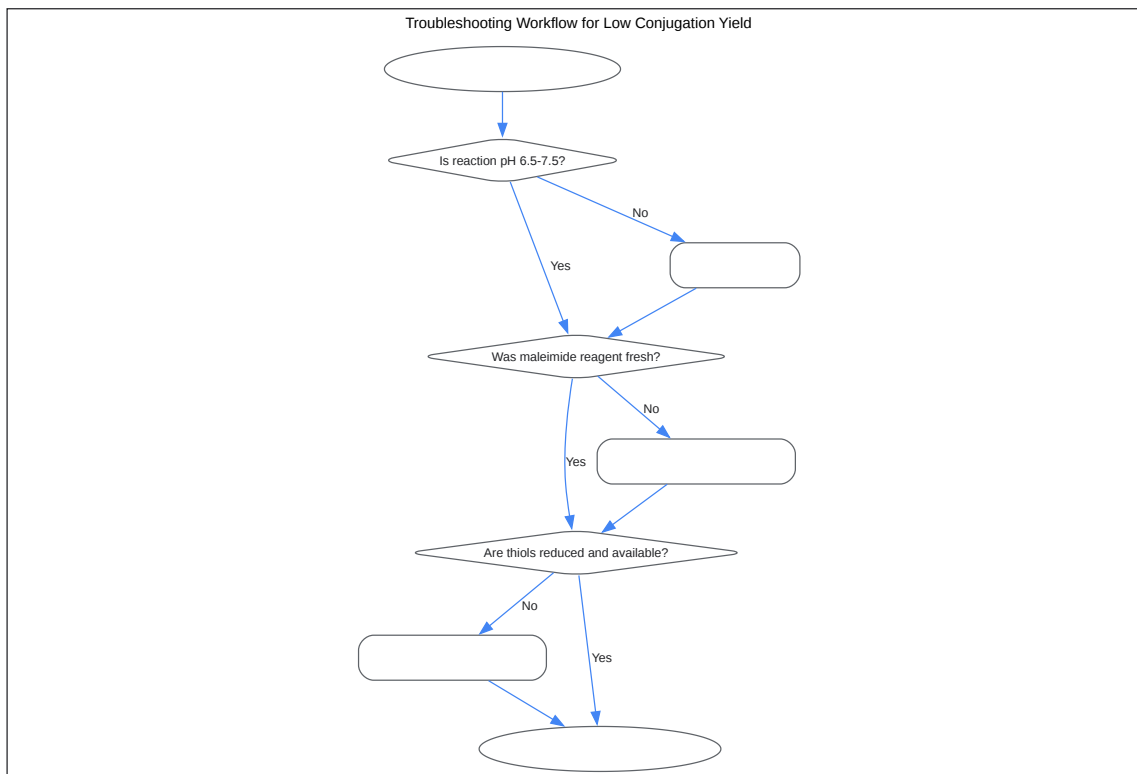 Troubleshooting Workflow for Low Conjugation Yield
Is reaction pH 6.5-7.5?
No
Yes
Was maleimide reagent fresh?
No
Yes
Are thiols reduced and available?
No
Yes